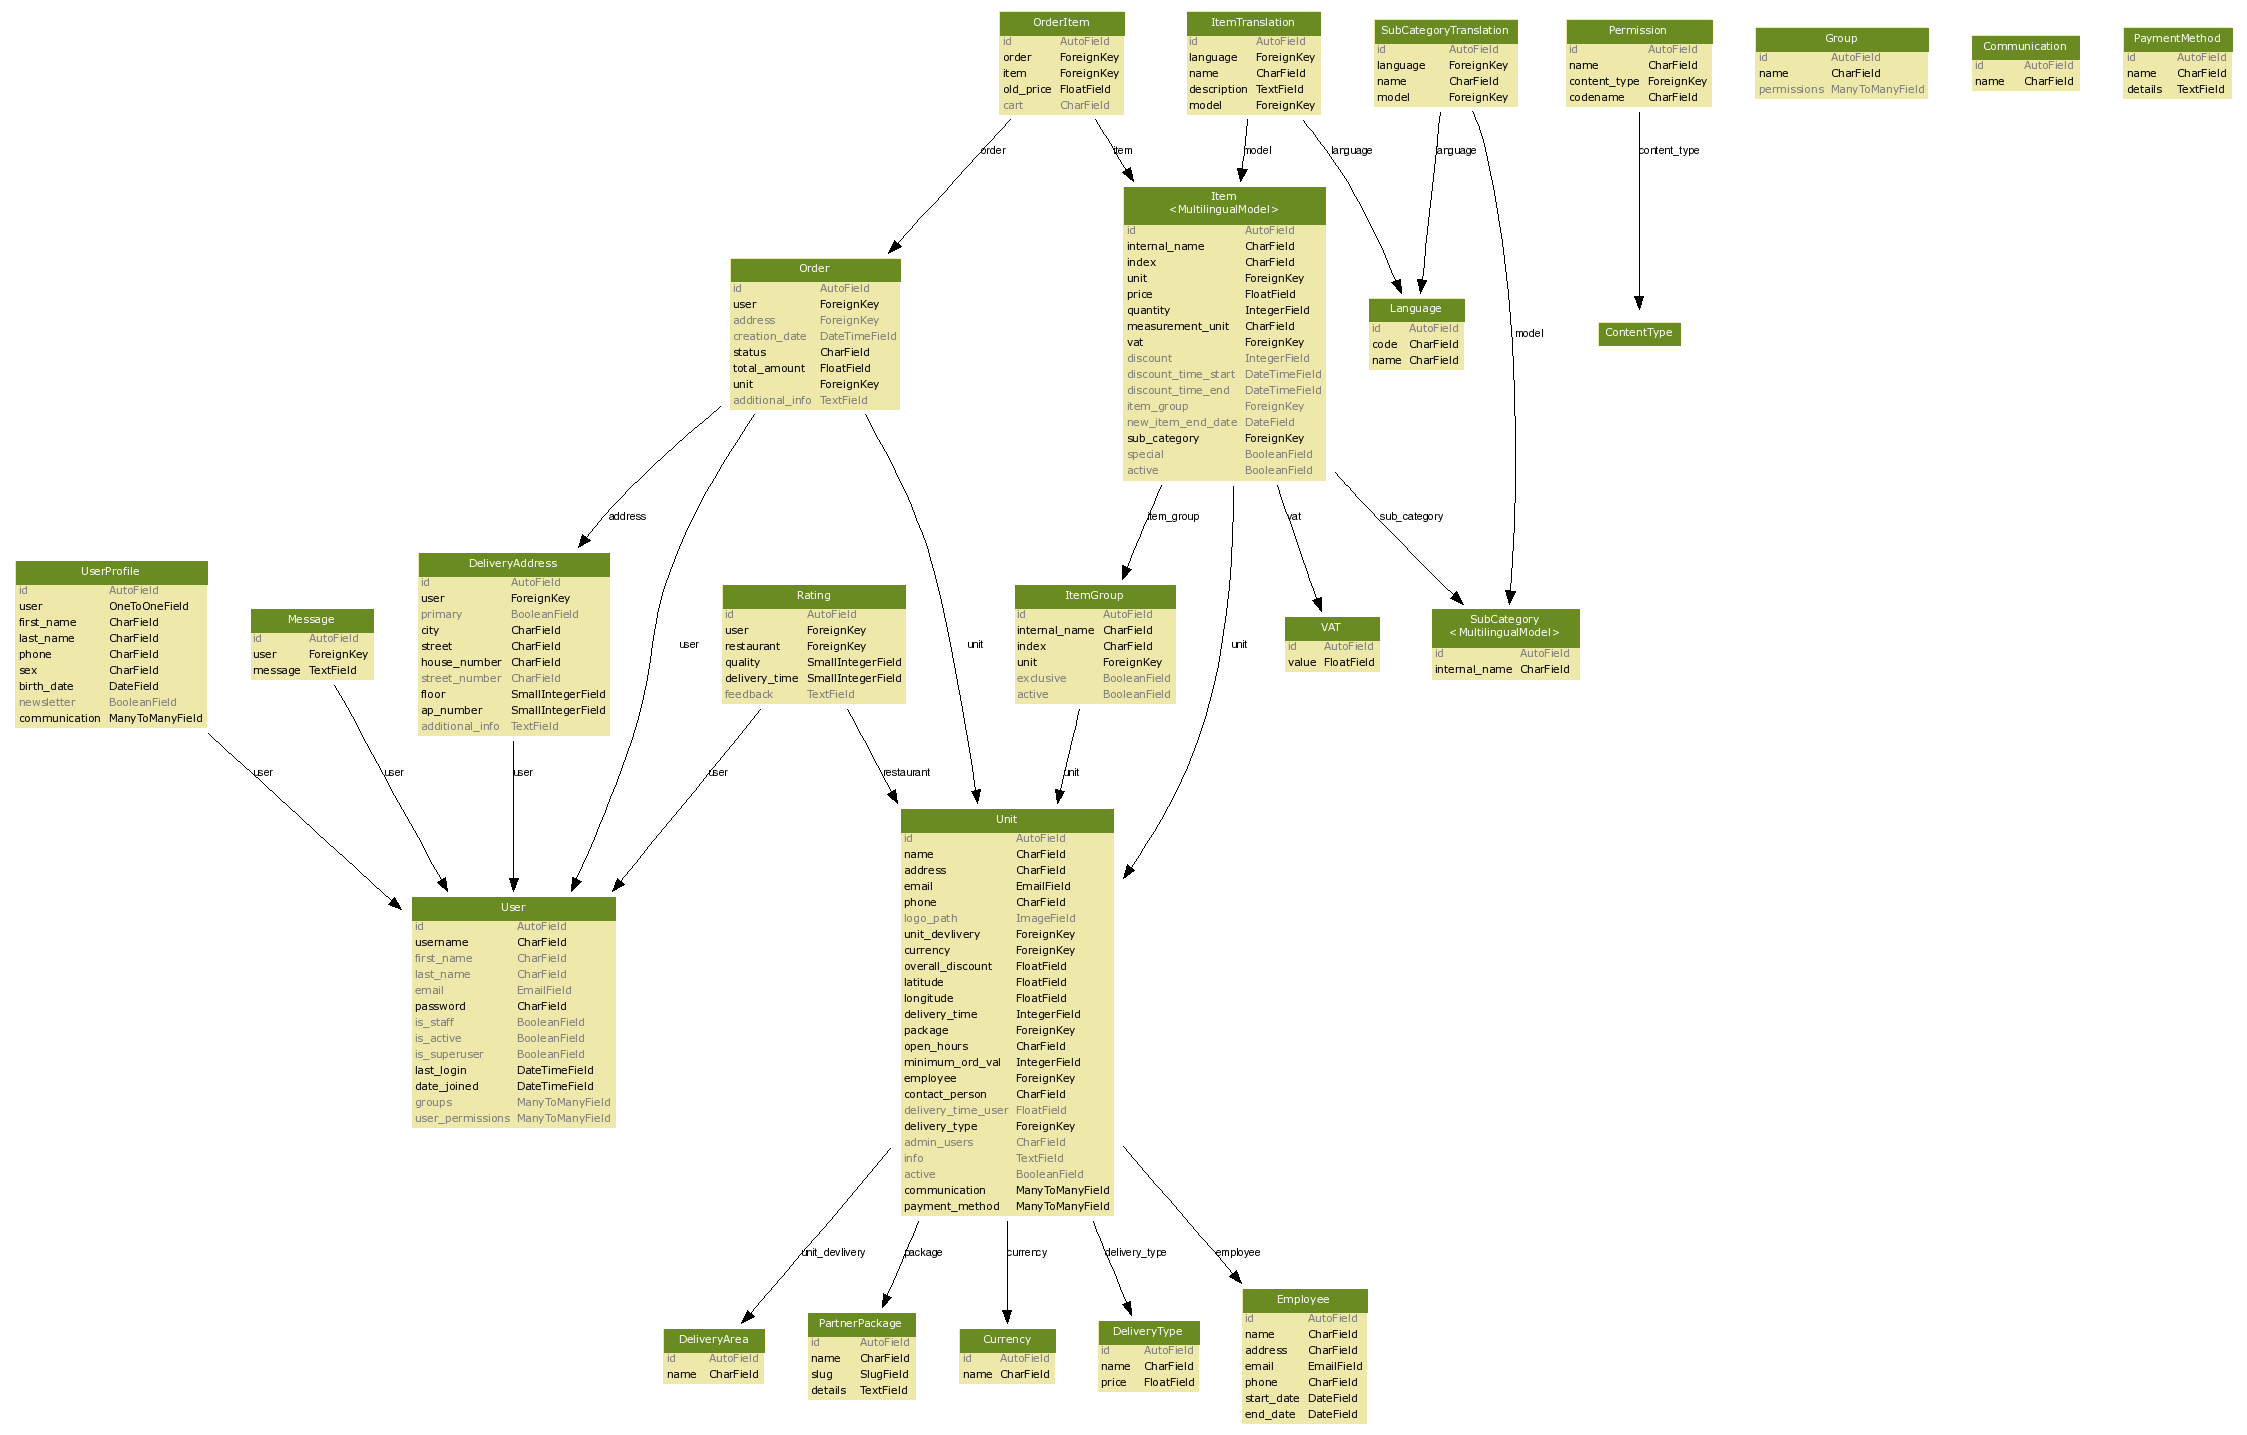 OrderItem
id AutoField
order ForeignKey
item ForeignKey
old_price FloatField
cart CharField
ItemTranslation
id AutoField
language ForeignKey
name CharField
description TextField
model ForeignKey
SubCategoryTranslation
id AutoField
language ForeignKey
name CharField
model ForeignKey
Permission
id AutoField
name CharField
content_type ForeignKey
codename CharField
Group
id AutoField
name CharField
permissions ManyToManyField
Communication
id AutoField
name CharField
PaymentMethod
id AutoField
name CharField
details TextField
order
item
model
language
language
content_type
Item
<MultilingualModel>
id AutoField
internal_name CharField
index CharField
unit ForeignKey
price FloatField
quantity IntegerField
measurement_unit CharField
vat ForeignKey
discount IntegerField
discount_time_start DateTimeField
discount_time_end DateTimeField
item_group ForeignKey
new_item_end_date DateField
sub_category ForeignKey
special BooleanField
active BooleanField
Order
id AutoField
user ForeignKey
address ForeignKey
creation_date DateTimeField
status CharField
total_amount FloatField
unit ForeignKey
additional_info TextField
Language
id AutoField
code CharField
name CharField
model
ContentType
address
item_group
vat
sub_category
UserProfile
id AutoField
user OneToOneField
first_name CharField
last_name CharField
phone CharField
sex CharField
birth_date DateField
newsletter BooleanField
communication ManyToManyField
Message
id AutoField
user ForeignKey
message TextField
DeliveryAddress
id AutoField
user ForeignKey
primary BooleanField
city CharField
street CharField
house_number CharField
street_number CharField
floor SmallIntegerField
ap_number SmallIntegerField
additional_info TextField
user
Rating
id AutoField
user ForeignKey
restaurant ForeignKey
quality SmallIntegerField
delivery_time SmallIntegerField
feedback TextField
unit
ItemGroup
id AutoField
internal_name CharField
index CharField
unit ForeignKey
exclusive BooleanField
active BooleanField
unit
VAT
id AutoField
value FloatField
SubCategory
<MultilingualModel>
id AutoField
internal_name CharField
user
user
user
user
restaurant
unit
User
id AutoField
username CharField
first_name CharField
last_name CharField
email EmailField
password CharField
is_staff BooleanField
is_active BooleanField
is_superuser BooleanField
last_login DateTimeField
date_joined DateTimeField
groups ManyToManyField
user_permissions ManyToManyField
Unit
id AutoField
name CharField
address CharField
email EmailField
phone CharField
logo_path ImageField
unit_devlivery ForeignKey
currency ForeignKey
overall_discount FloatField
latitude FloatField
longitude FloatField
delivery_time IntegerField
package ForeignKey
open_hours CharField
minimum_ord_val IntegerField
employee ForeignKey
contact_person CharField
delivery_time_user FloatField
delivery_type ForeignKey
admin_users CharField
info TextField
active BooleanField
communication ManyToManyField
payment_method ManyToManyField
unit_devlivery
package
currency
delivery_type
employee
DeliveryArea
id AutoField
name CharField
PartnerPackage
id AutoField
name CharField
slug SlugField
details TextField
Currency
id AutoField
name CharField
DeliveryType
id AutoField
name CharField
price FloatField
Employee
id AutoField
name CharField
address CharField
email EmailField
phone CharField
start_date DateField
end_date DateField